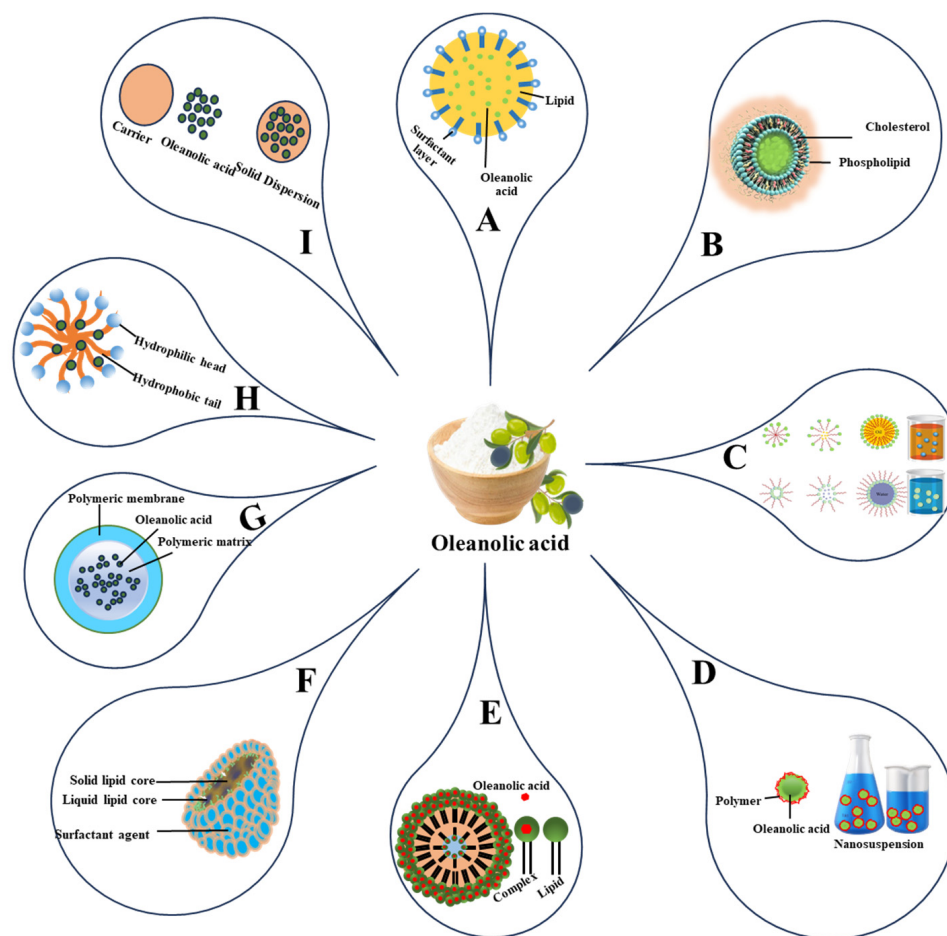 Lipid
Surfactant
layer
Oleanolic
acid
A
Cholesterol
Phospholipid
B
C
Oil
Water
D
Polymer
Oleanolic acid
Nanosuspension
E
Oleanolic acid
Complex
Lipid
F
Solid lipid core
Liquid lipid core
Surfactant agent
G
Polymeric membrane
Oleanolic acid
Polymeric matrix
H
Hydrophilic head
Hydrophobic tail
I
Carrier
Oleanolic acid
Solid Dispersion
Oleanolic acid